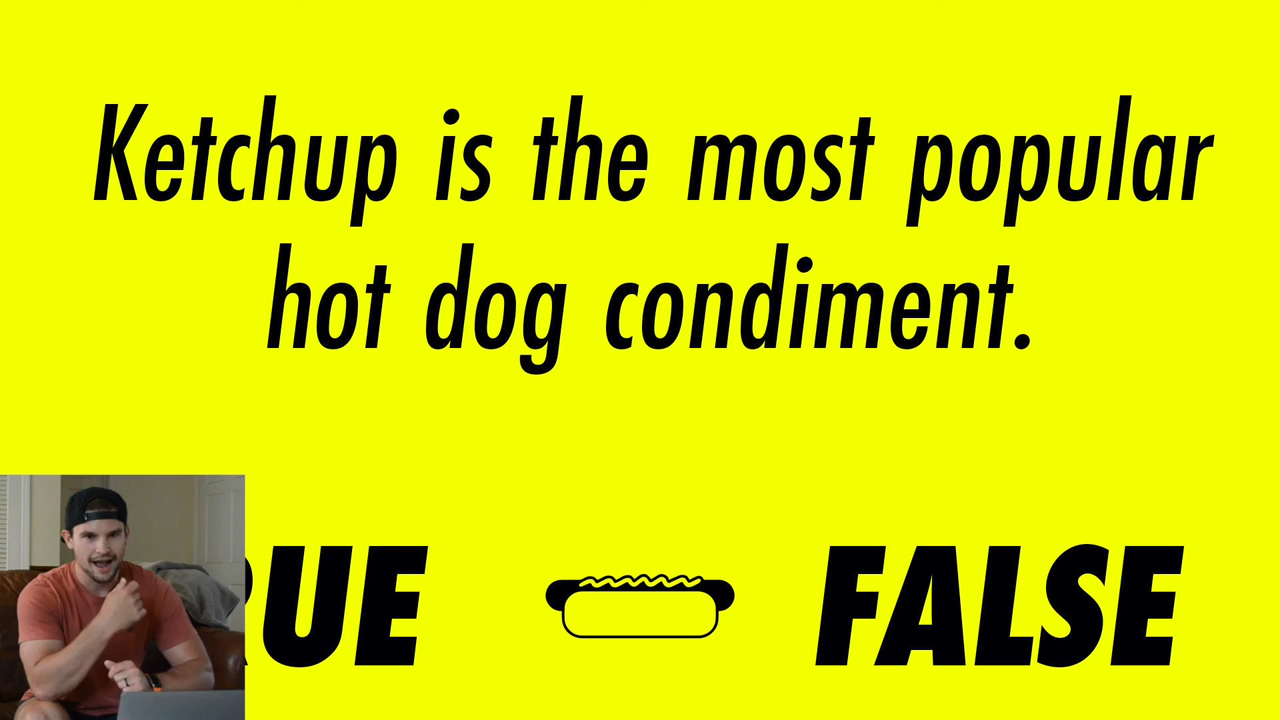 Ketchup is the most popular
hot dog condiment.
FALSE